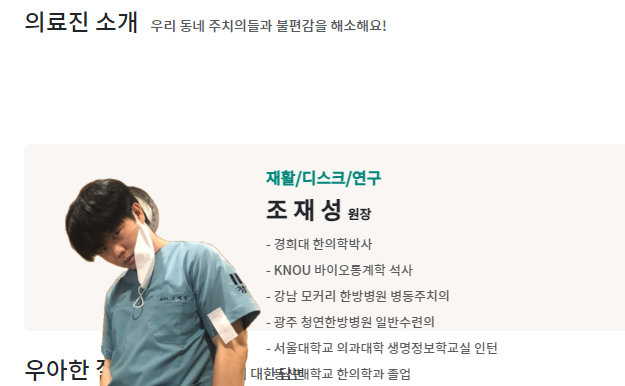 의료진 소개 우리 동네 주치의들과 불편감을 해소해요!
재활/디스크/연구
조 재 성 원장
- 경희대 한의학박사
- KNOU 바이오통계학 석사
- 강남 모커리 한방병원 병동주치의
- 광주 청연한방병원 일반수련의
- 서울대학교 의과대학 생명정보학교실 인턴
대학교 한의학과 졸업
우아한
대한